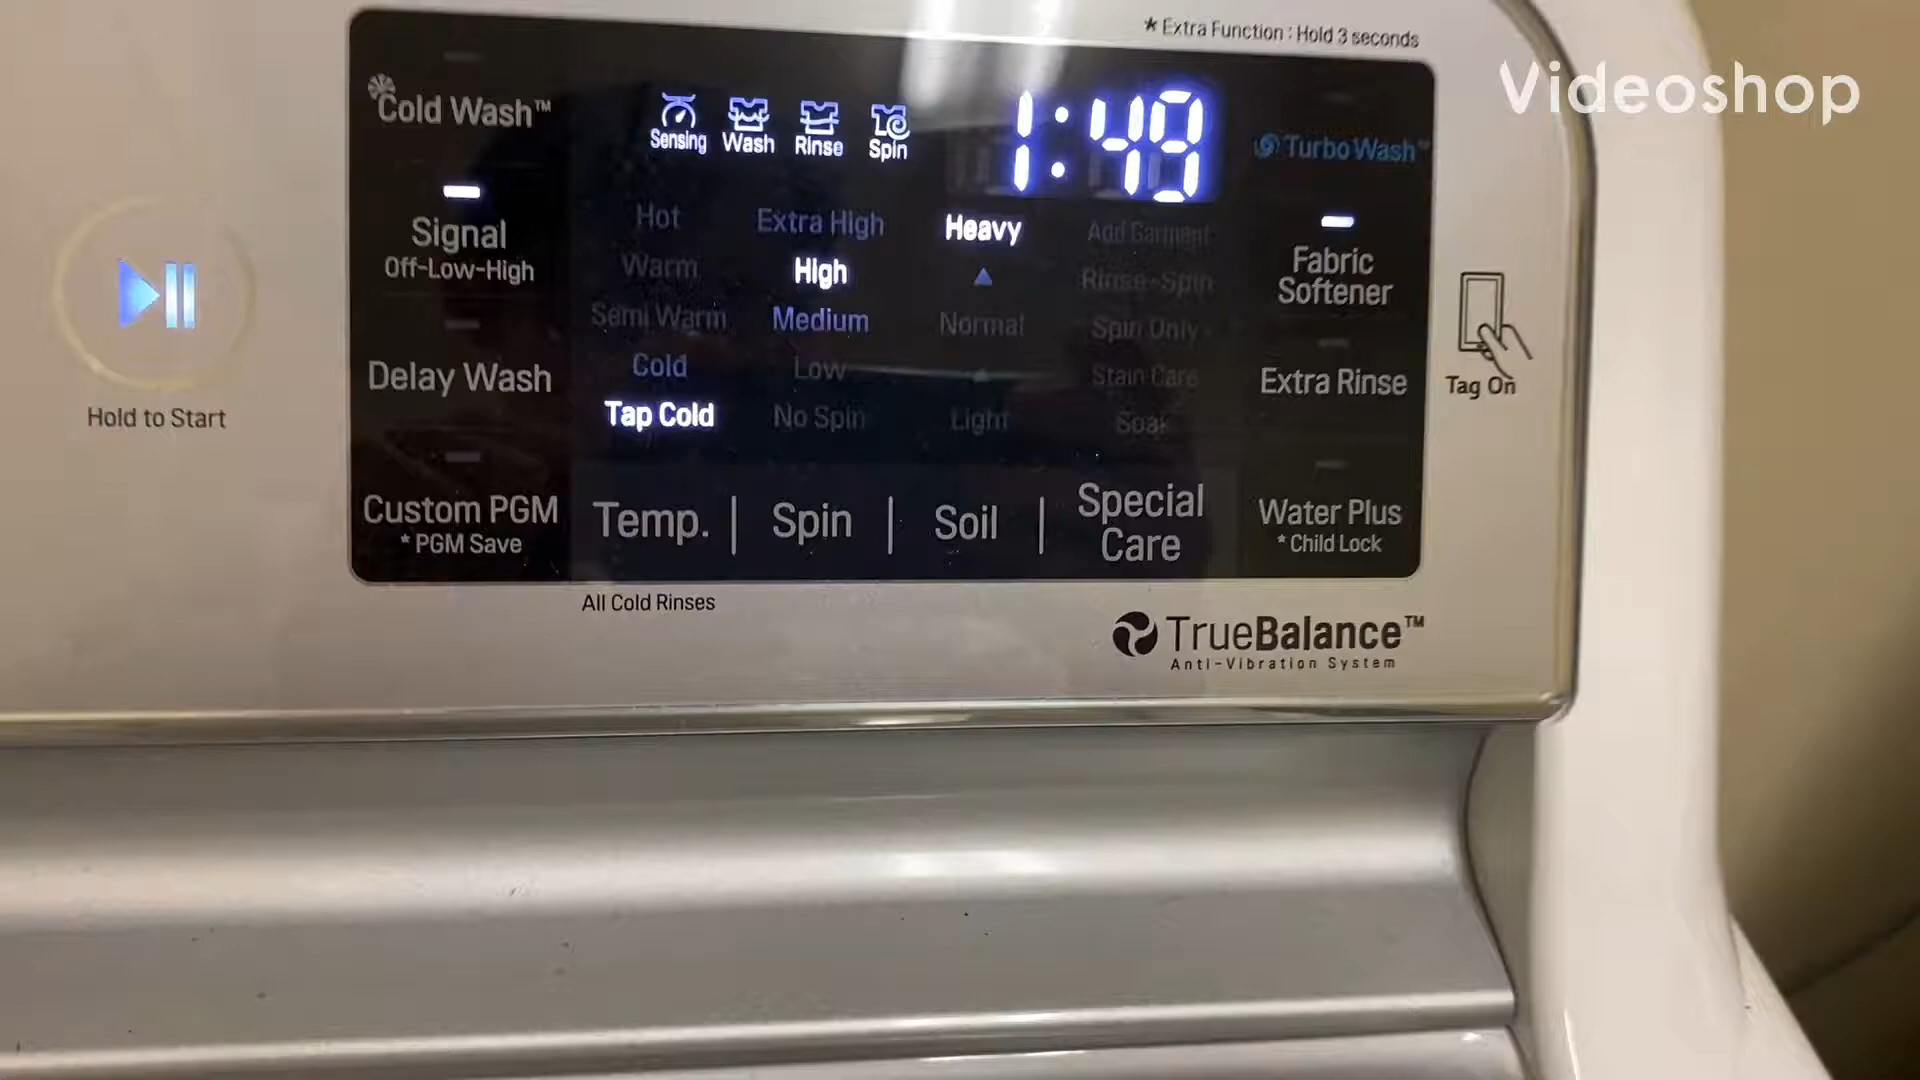 * Extra Function : Hold 3 seconds
Videoshop
Cold Wash™
Sensing Wash Rinse Spin
1:49
TurboWash™
Signal
Off-Low-High
Hot
Warm
Semi Warm
Cold
Tap Cold
Extra High
High
Medium
Low
No Spin
Heavy
Normal
Light
Add Garment
Rinse+Spin
Spin Only
Stain Care
Soak
Fabric
Softener
Tag On
Hold to Start
Delay Wash
Extra Rinse
Custom PGM
* PGM Save
Temp. | Spin | Soil | Special
Care
Water Plus
* Child Lock
All Cold Rinses
TrueBalance™
Anti-Vibration System